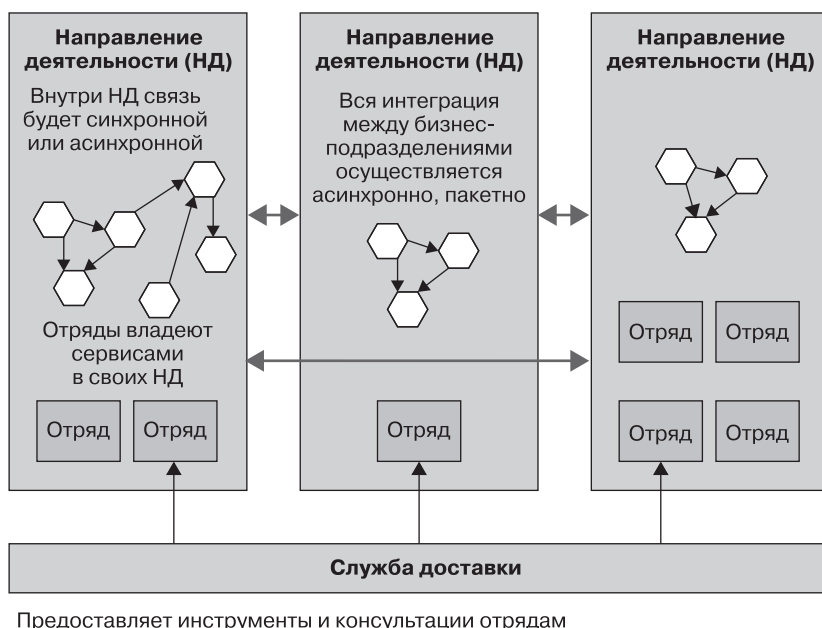 Направление
деятельности (НД)
Внутри НД связь
будет синхронной
или асинхронной
Отряды владеют
сервисами
в своих НД
Отряд
Отряд
Направление
деятельности (НД)
Вся интеграция
между бизнес-
подразделениями
осуществляется
асинхронно, пакетно
Отряд
Направление
деятельности (НД)
Отряд
Отряд
Отряд
Отряд
Служба доставки
Предоставляет инструменты и консультации отрядам